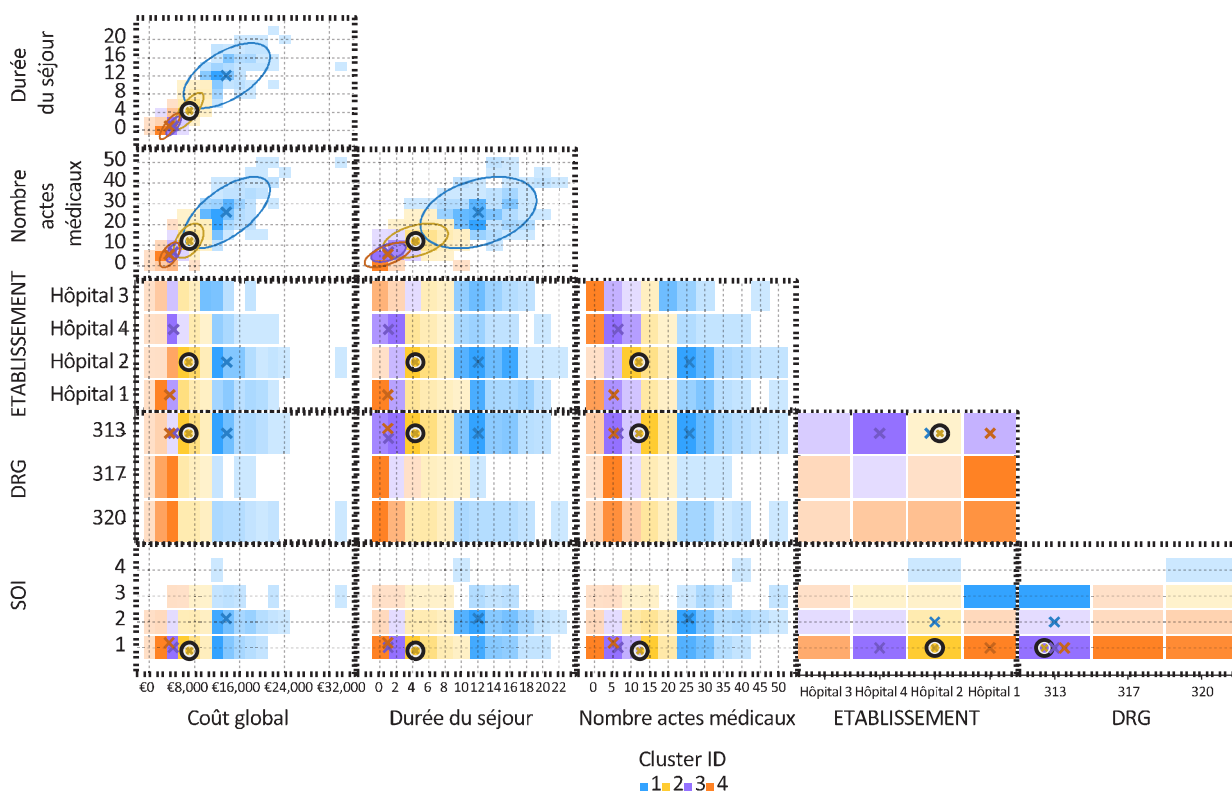 20
16
12
8
4
0
Durée
du séjour
50
40
30
20
10
0
Nombre
actes
médicaux
Hôpital 3
Hôpital 4
Hôpital 2
Hôpital 1
ETABLISSEMENT
313
317
320
DRG
4
3
2
1
SOI
€0 €8,000 €16,000 €24,000 €32,000
0 2 4 6 8 10 12 14 16 18 20 22
0 5 10 15 20 25 30 35 40 45 50
Hôpital 3 Hôpital 4 Hôpital 2 Hôpital 1
313 317 320
Coût global
Durée du séjour
Nombre actes médicaux
ETABLISSEMENT
DRG
Cluster ID
1 2 3 4